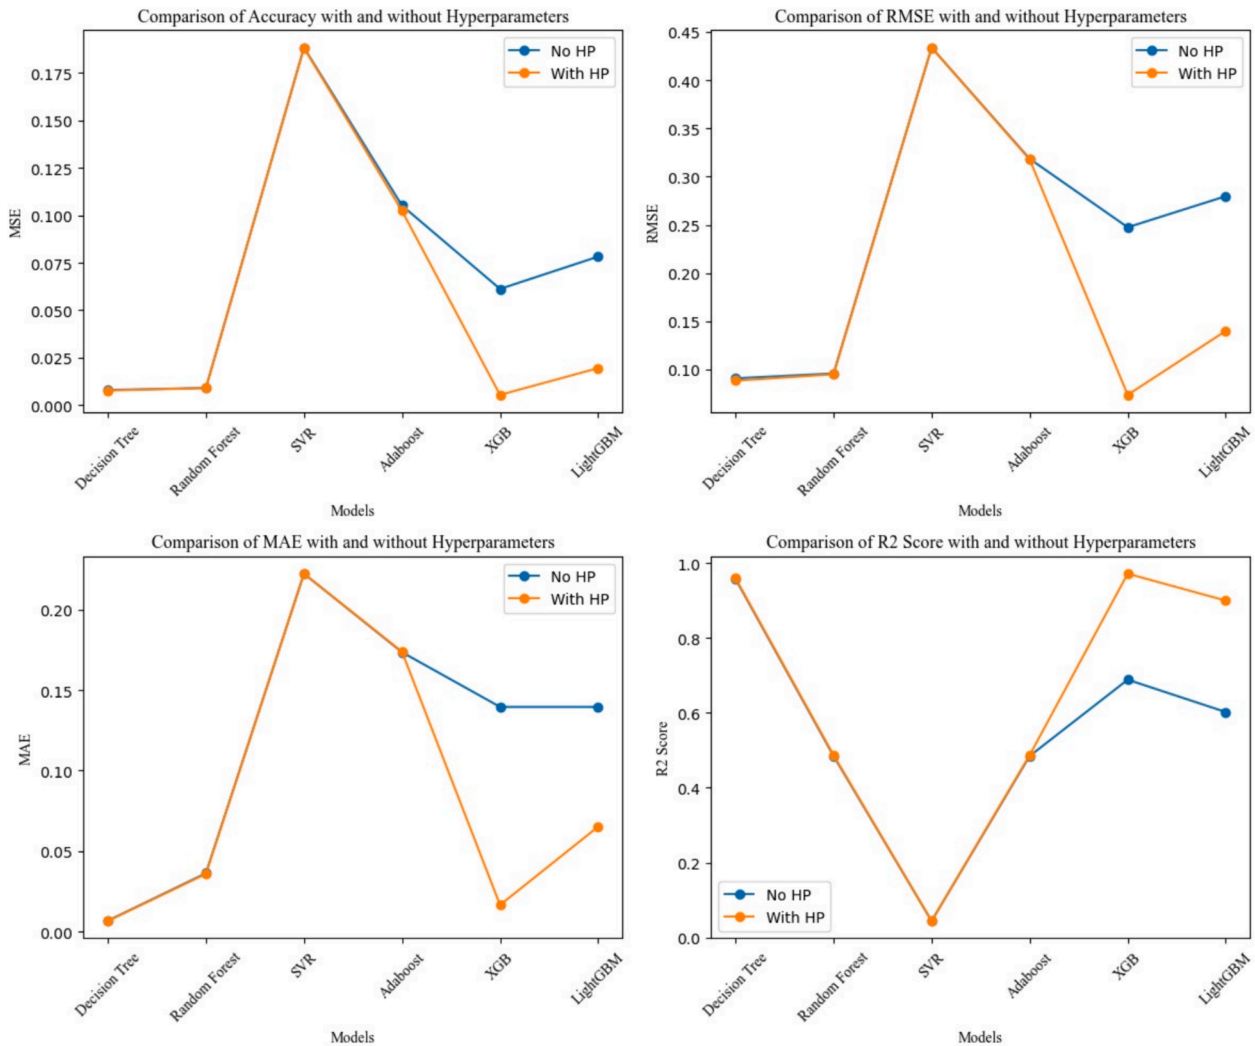 Comparison of Accuracy with and without Hyperparameters
No HP
With HP
0.175
0.150
0.125
0.100
0.075
0.050
0.025
0.000
MSE
Decision Tree
Random Forest
SVR
Adaboost
XGB
LightGBM
Models
Comparison of RMSE with and without Hyperparameters
No HP
With HP
0.45
0.40
0.35
0.30
0.25
0.20
0.15
0.10
RMSE
Decision Tree
Random Forest
SVR
Adaboost
XGB
LightGBM
Models
Comparison of MAE with and without Hyperparameters
No HP
With HP
0.20
0.15
0.10
0.05
0.00
MAE
Decision Tree
Random Forest
SVR
Adaboost
XGB
LightGBM
Models
Comparison of R2 Score with and without Hyperparameters
1.0
0.8
0.6
0.4
0.2
0.0
R2 Score
No HP
With HP
Decision Tree
Random Forest
SVR
Adaboost
XGB
LightGBM
Models